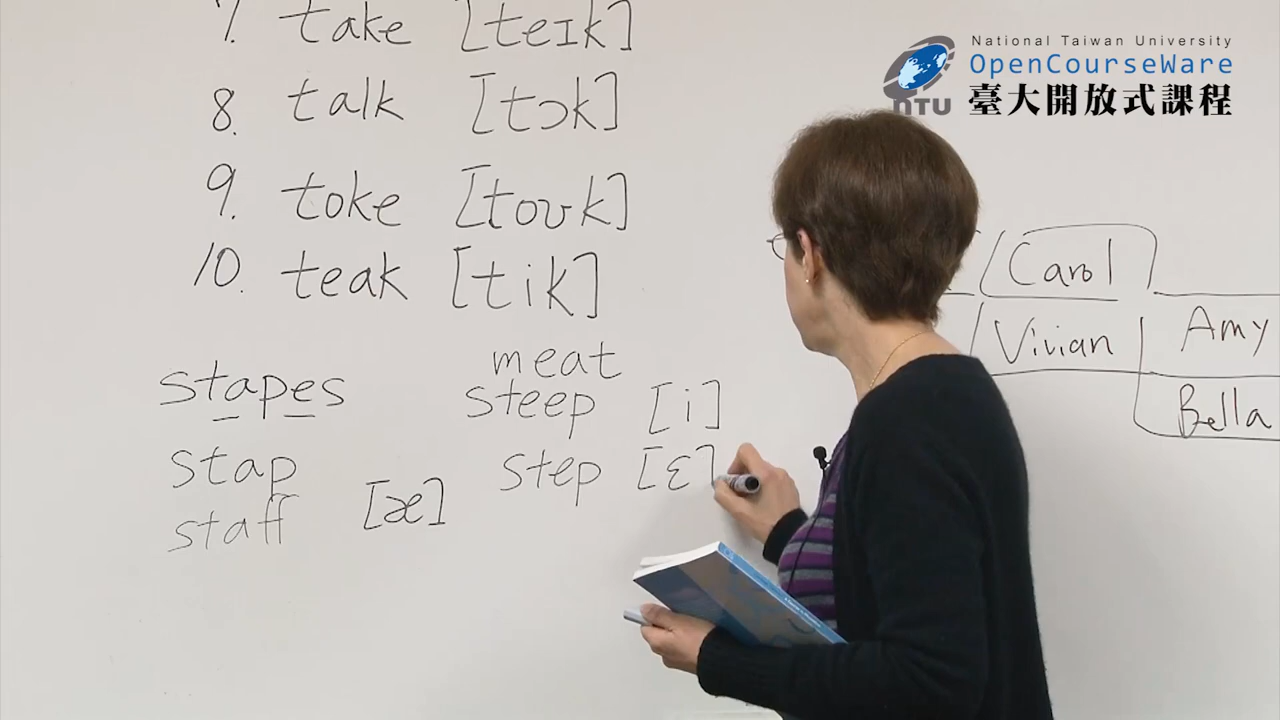 7. take [teɪk]
8. talk [tɔk]
9. toke [toʊk]
10. teak [tik]
stapes
stap
staff [æ]
meat
steep [i]
step [ɛ]
National Taiwan University
OpenCourseWare
NTU 臺大開放式課程
Carol
Vivian Amy
Bella